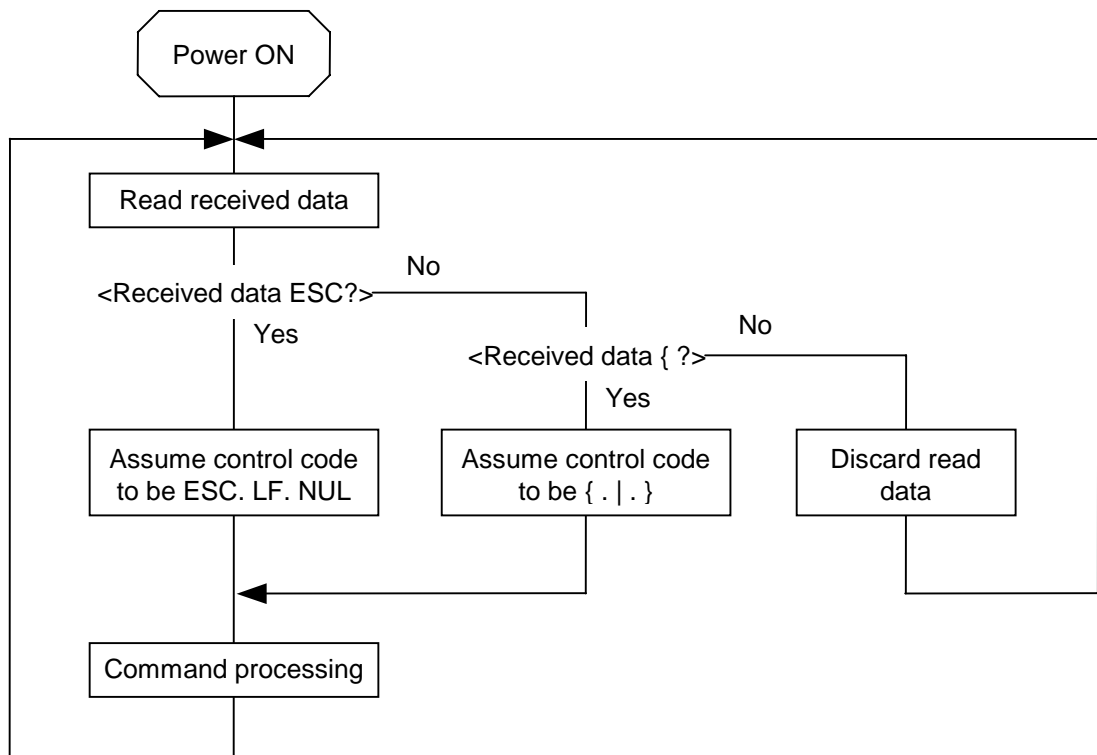 Power ON
Read received data
No
<Received data ESC?>
Yes
No
<Received data { ?>
Yes
Assume control code
to be ESC. LF. NUL
Assume control code
to be { . | . }
Discard read
data
Command processing